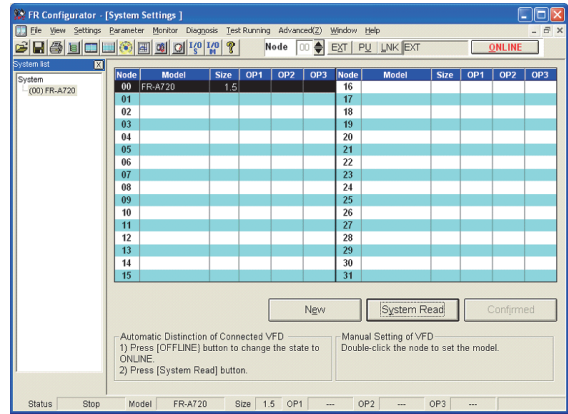 FR Configurator - [System Settings ]
File View Settings Parameter Monitor Diagnosis Test Running Advanced(Z) Window Help
I/O S I/O M ? Node 00 EXT PU LNK EXT ONLINE
System list
System
(00) FR-A720
Node Model Size OP1 OP2 OP3 Node Model Size OP1 OP2 OP3
00 FR-A720 1.5 16
01 17
02 18
03 19
04 20
05 21
06 22
07 23
08 24
09 25
10 26
11 27
12 28
13 29
14 30
15 31
New System Read Confirmed
Automatic Distinction of Connected VFD
1) Press [OFFLINE] button to change the state to
ONLINE.
2) Press [System Read] button.
Manual Setting of VFD
Double-click the node to set the model.
Status Stop Model FR-A720 Size 1.5 OP1 --- OP2 --- OP3 ---